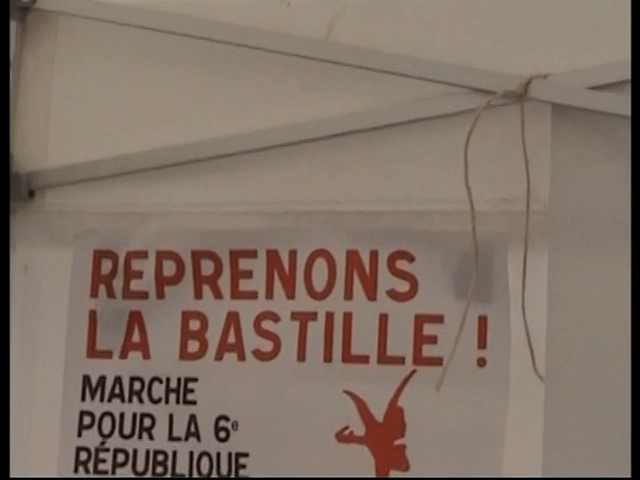 REPRENONS
LA BASTILLE !
MARCHE
POUR LA 6e
RÉPUBLIQUE